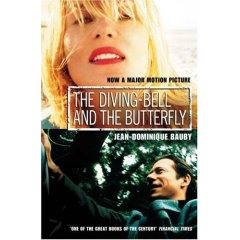 NOW A MAJOR MOTION PICTURE
THE DIVING-BELL
AND THE BUTTERFLY
JEAN-DOMINIQUE BAUBY
'ONE OF THE GREAT BOOKS OF THE CENTURY' FINANCIAL TIMES